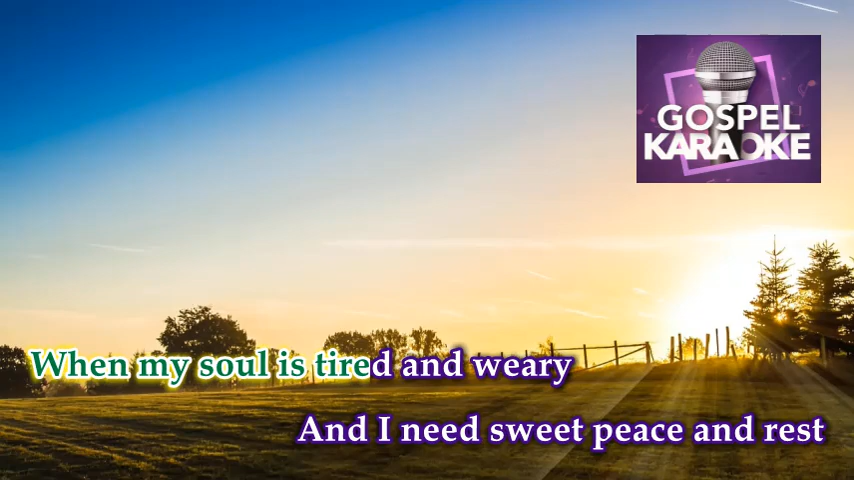 GOSPEL
KARAOKE
When my soul is tired and weary
And I need sweet peace and rest